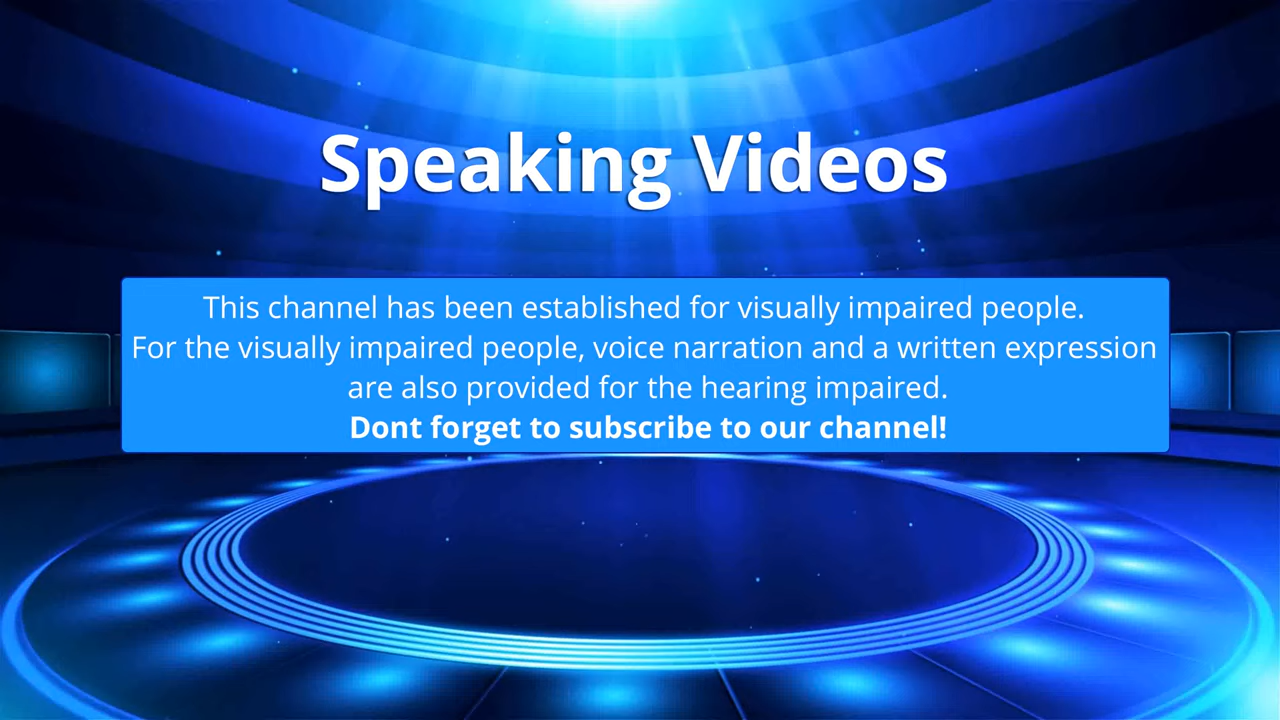 Speaking Videos
This channel has been established for visually impaired people.
For the visually impaired people, voice narration and a written expression
are also provided for the hearing impaired.
Dont forget to subscribe to our channel!